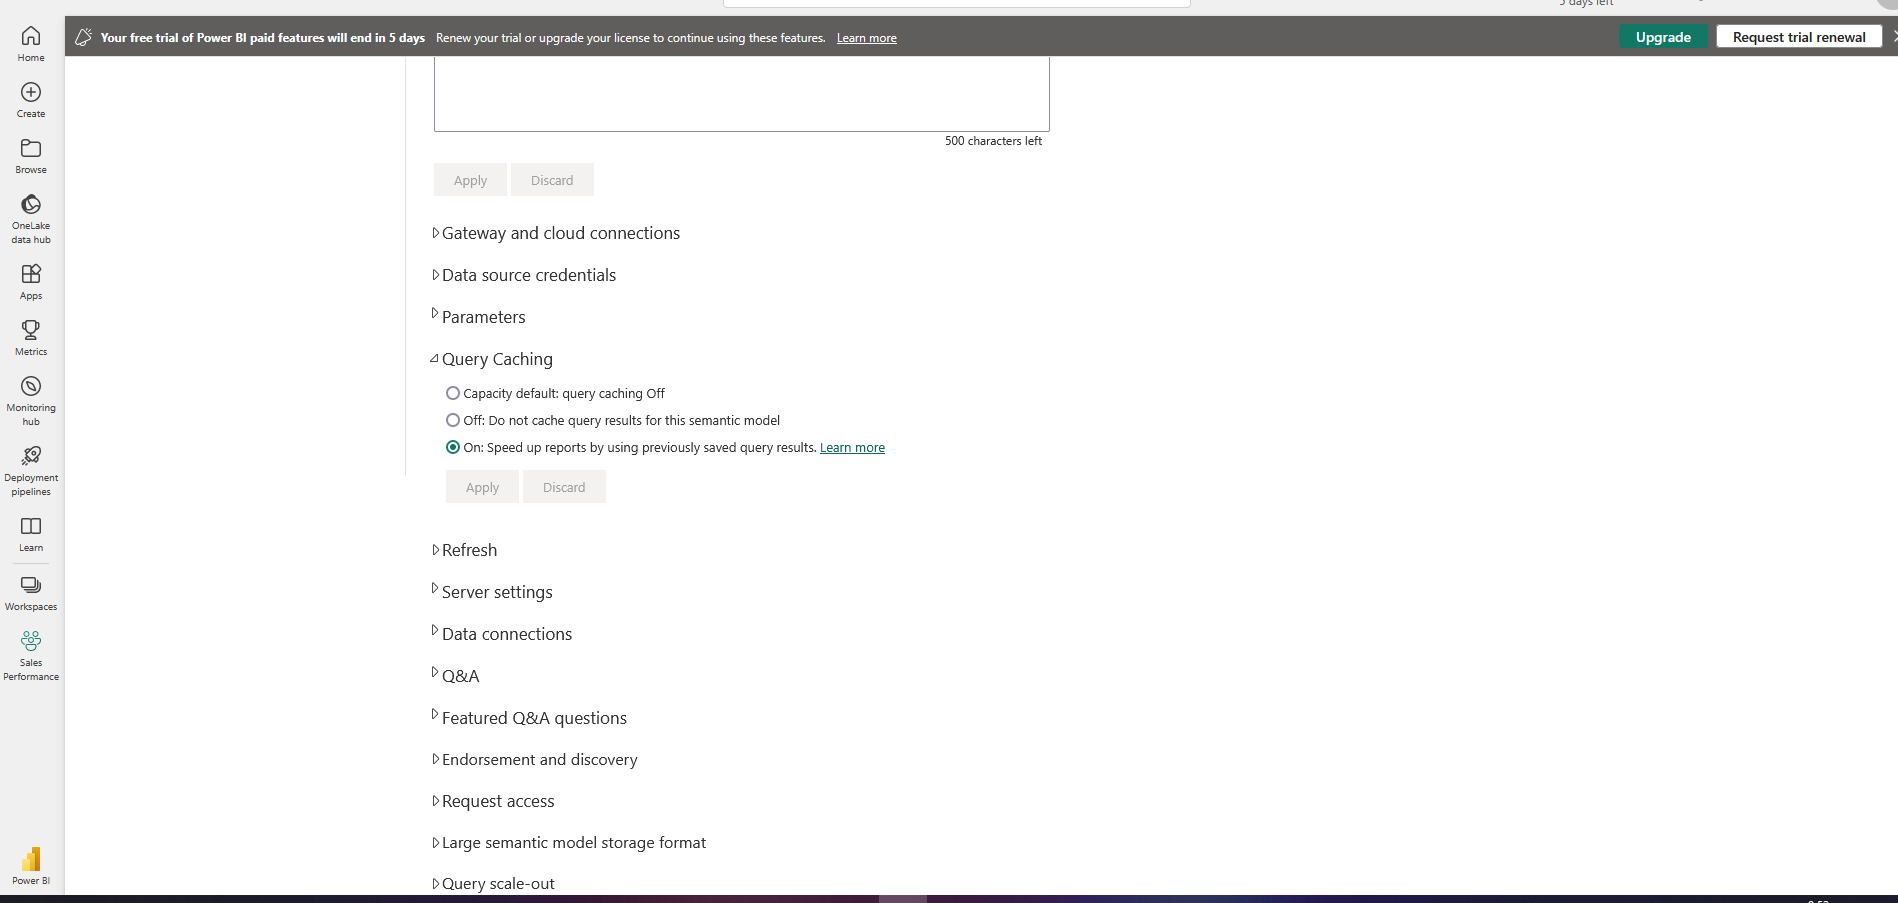 5 days left
Your free trial of Power BI paid features will end in 5 days Renew your trial or upgrade your license to continue using these features. Learn more Upgrade Request trial renewal
Home
Create
Browse
OneLake
data hub
Apps
Metrics
Monitoring
hub
Deployment
pipelines
Learn
Workspaces
Sales
Performance
Power BI
500 characters left
Apply Discard
Gateway and cloud connections
Data source credentials
Parameters
Query Caching
Capacity default: query caching Off
Off: Do not cache query results for this semantic model
On: Speed up reports by using previously saved query results. Learn more
Apply Discard
Refresh
Server settings
Data connections
Q&A
Featured Q&A questions
Endorsement and discovery
Request access
Large semantic model storage format
Query scale-out